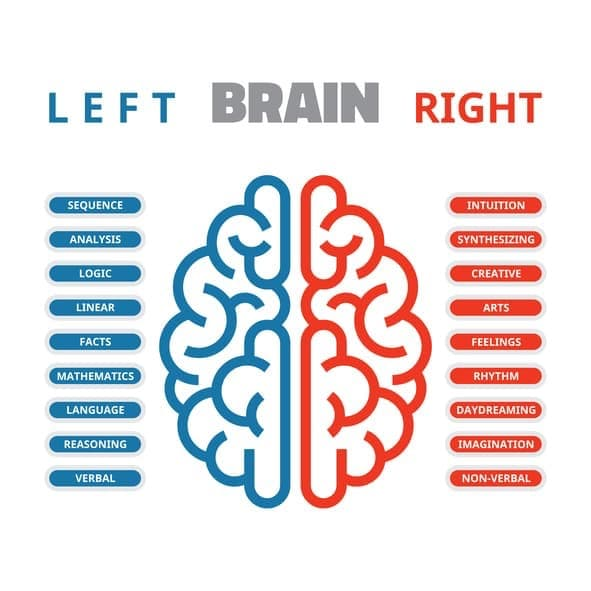 LEFT BRAIN RIGHT
SEQUENCE
ANALYSIS
LOGIC
LINEAR
FACTS
MATHEMATICS
LANGUAGE
REASONING
VERBAL
INTUITION
SYNTHESIZING
CREATIVE
ARTS
FEELINGS
RHYTHM
DAYDREAMING
IMAGINATION
NON-VERBAL